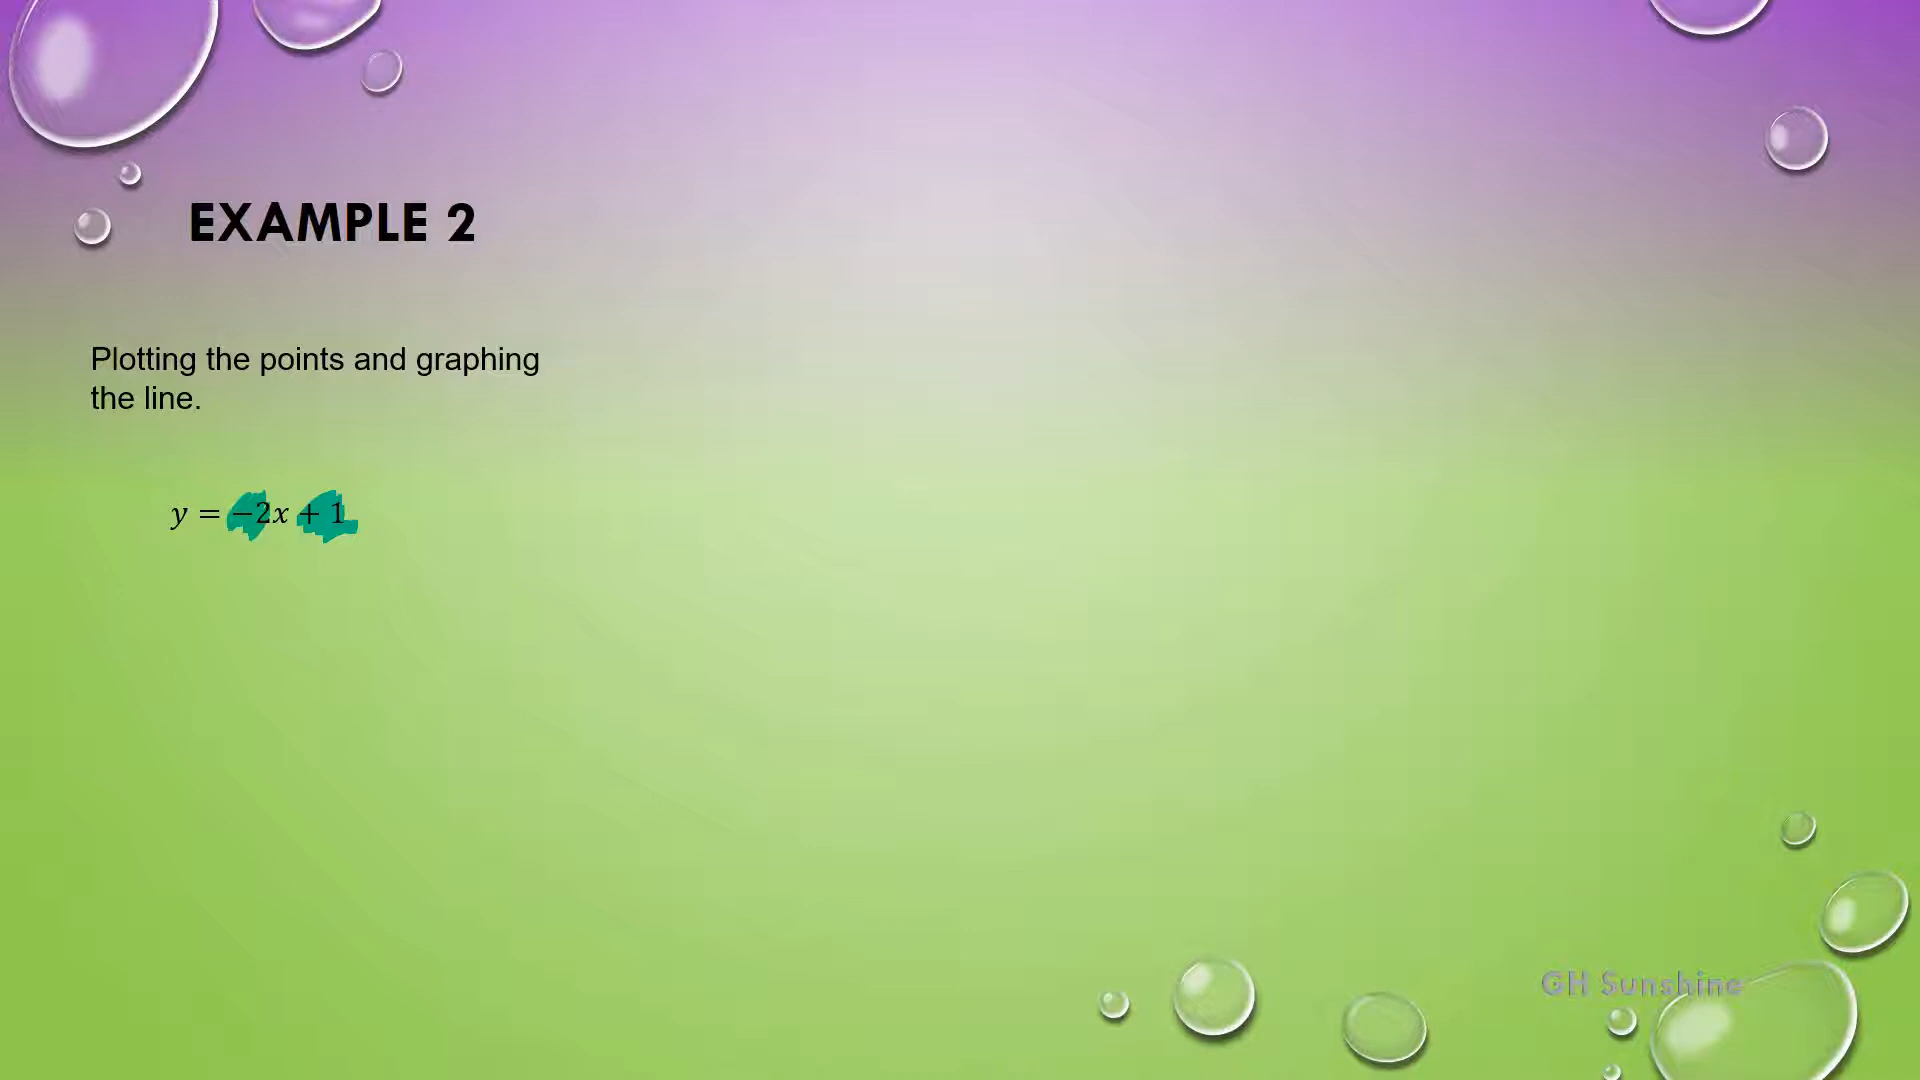 EXAMPLE 2
Plotting the points and graphing
the line.
y = −2x + 1
GH Sunshine